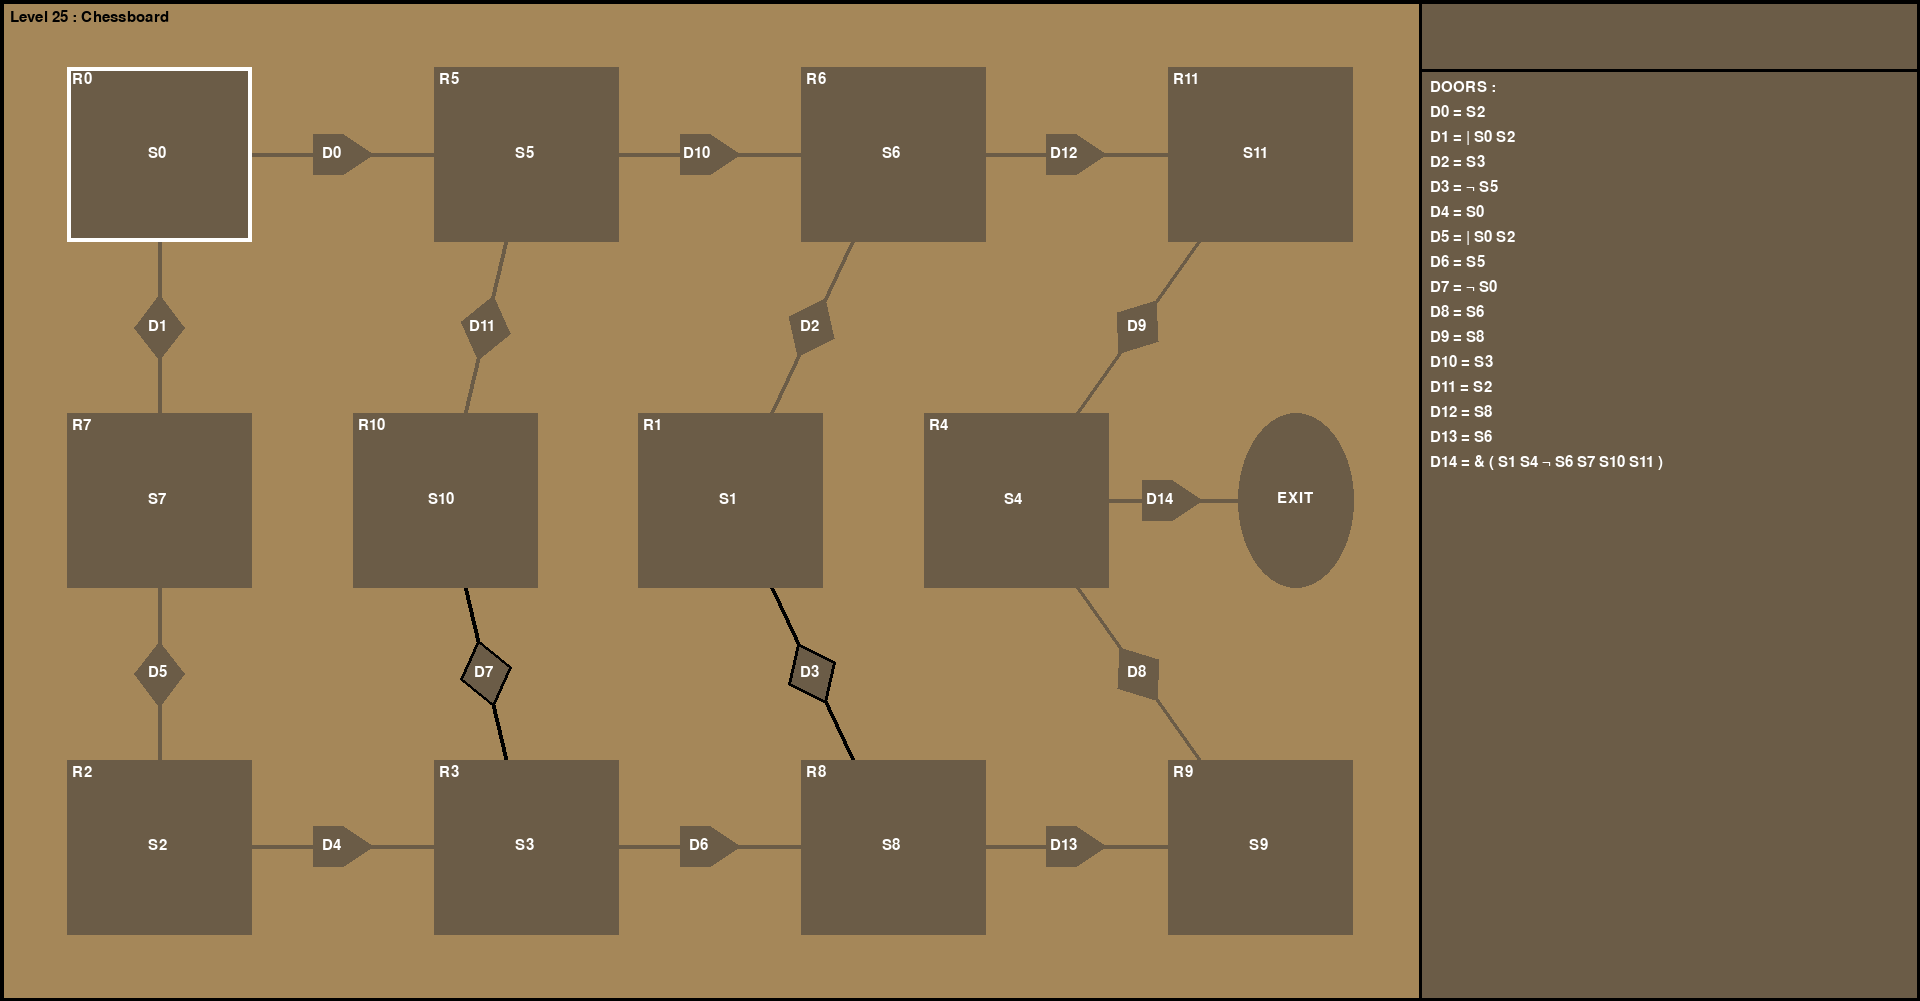 Level 25 : Chessboard
R0
S0
D0
R5
S5
D10
R6
S6
D12
R11
S11
D1
D11
D2
D9
R7
S7
R10
S10
R1
S1
R4
S4
D14
EXIT
D5
D7
D3
D8
R2
S2
D4
R3
S3
D6
R8
S8
D13
R9
S9
DOORS :
D0 = S2
D1 = | S0 S2
D2 = S3
D3 = ¬ S5
D4 = S0
D5 = | S0 S2
D6 = S5
D7 = ¬ S0
D8 = S6
D9 = S8
D10 = S3
D11 = S2
D12 = S8
D13 = S6
D14 = & ( S1 S4 ¬ S6 S7 S10 S11 )